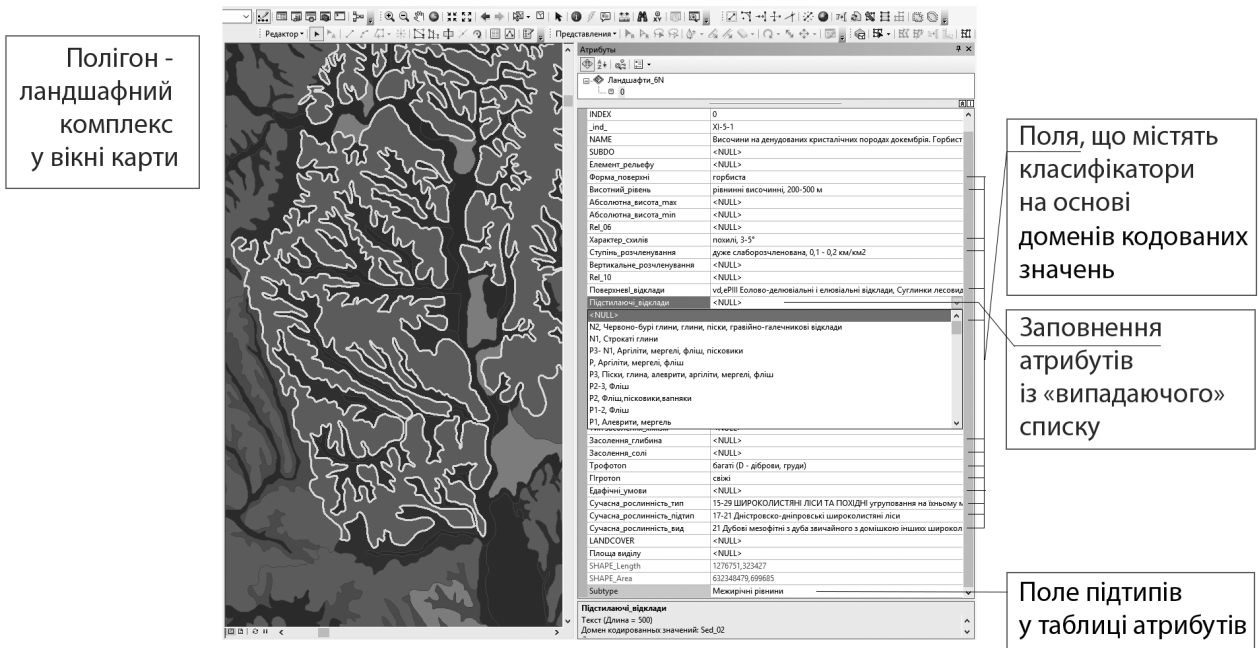 Полігон -
ландшафний
комплекс
у вікні карти
Редактор
Представления
Атрибуты
Ландшафти_6N
0
INDEX 0
_ind_ XI-5-1
NAME Височини на денудованих кристалічних породах докембрія. Горбист
SUBDO <NULL>
Елемент_рельєфу <NULL>
Форма_поверхні горбиста
Висотний_рівень рівнинні височинні, 200-500 м
Абсолютна_висота_max <NULL>
Абсолютна_висота_min <NULL>
Rel_06 <NULL>
Характер_схилів похилі, 3-5°
Ступінь_розчленування дуже слаборозчленована, 0,1 - 0,2 км/км2
Вертикальне_розчленування <NULL>
Rel_10 <NULL>
Поверхневі_відклади vd,ePIII Еолово-делювіальні і елювіальні відклади, Суглинки лесовид
Підстилаючі_відклади <NULL>
<NULL>
N2, Червоно-бурі глини, глини, піски, гравійно-галечникові відклади
N1, Строкаті глини
P3- N1, Аргіліти, мергелі, фліш, пісковики
P, Аргіліти, мергелі, фліш
P3, Піски, глина, алеврити, аргіліти, мергелі, фліш
P2-3, Фліш
P2, Фліш,пісковики,вапняки
P1-2, Фліш
P1, Алеврити, мергель
Засолення_глибина <NULL>
Засолення_солі <NULL>
Трофотоп багаті (D - діброви, груди)
Гігротоп свіжі
Едафічні_умови <NULL>
Сучасна_рослинність_тип 15-29 ШИРОКОЛИСТЯНІ ЛІСИ ТА ПОХІДНІ угруповання на їхньому м
Сучасна_рослинність_підтип 17-21 Дністровско-дніпровські широколистяні ліси
Сучасна_рослинність_вид 21 Дубові мезофітні з дуба звичайного з домішкою інших широкол
LANDCOVER <NULL>
Площа виділу <NULL>
SHAPE_Length 1276751,323427
SHAPE_Area 632348479,699685
Subtype Межирічні рівнини
Підстилаючі_відклади
Текст (Длина = 500)
Домен кодированных значений: Sed_02
Поля, що містять
класифікатори
на основі
доменів кодованих
значень
Заповнення
атрибутів
із «випадаючого»
списку
Поле підтипів
у таблиці атрибутів